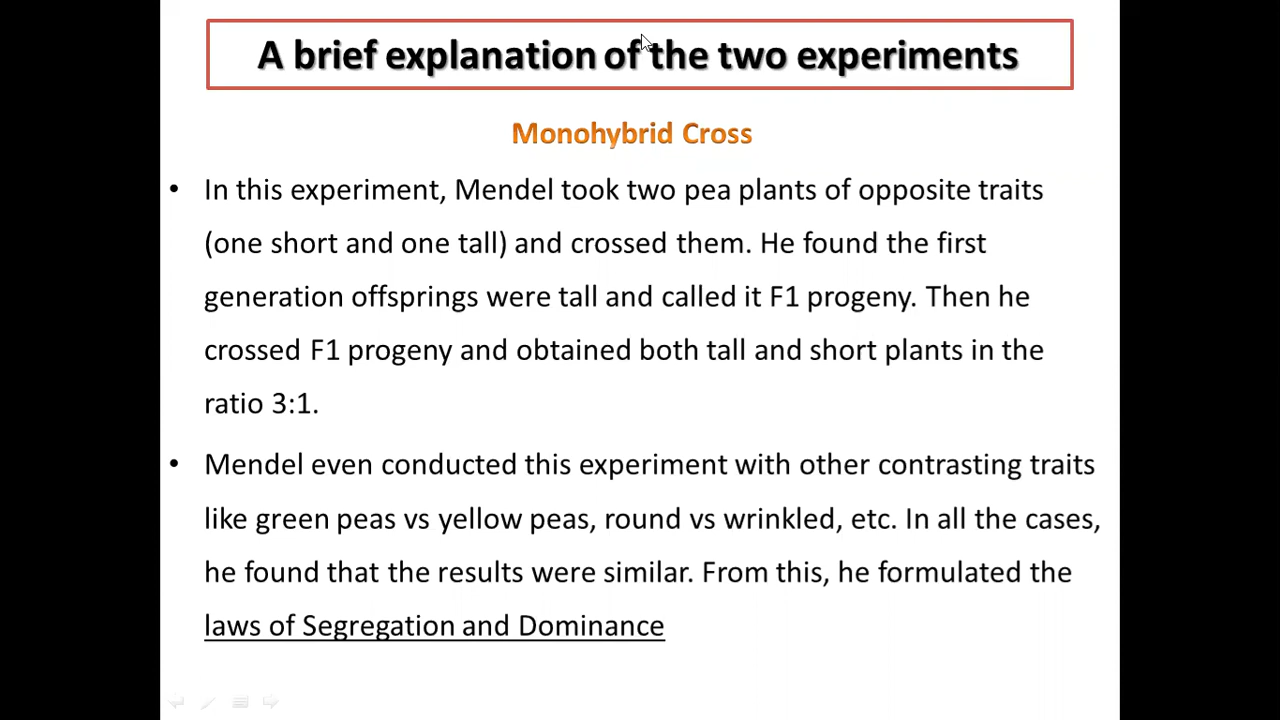 A brief explanation of the two experiments
Monohybrid Cross
• In this experiment, Mendel took two pea plants of opposite traits
(one short and one tall) and crossed them. He found the first
generation offsprings were tall and called it F1 progeny. Then he
crossed F1 progeny and obtained both tall and short plants in the
ratio 3:1.
• Mendel even conducted this experiment with other contrasting traits
like green peas vs yellow peas, round vs wrinkled, etc. In all the cases,
he found that the results were similar. From this, he formulated the
laws of Segregation and Dominance